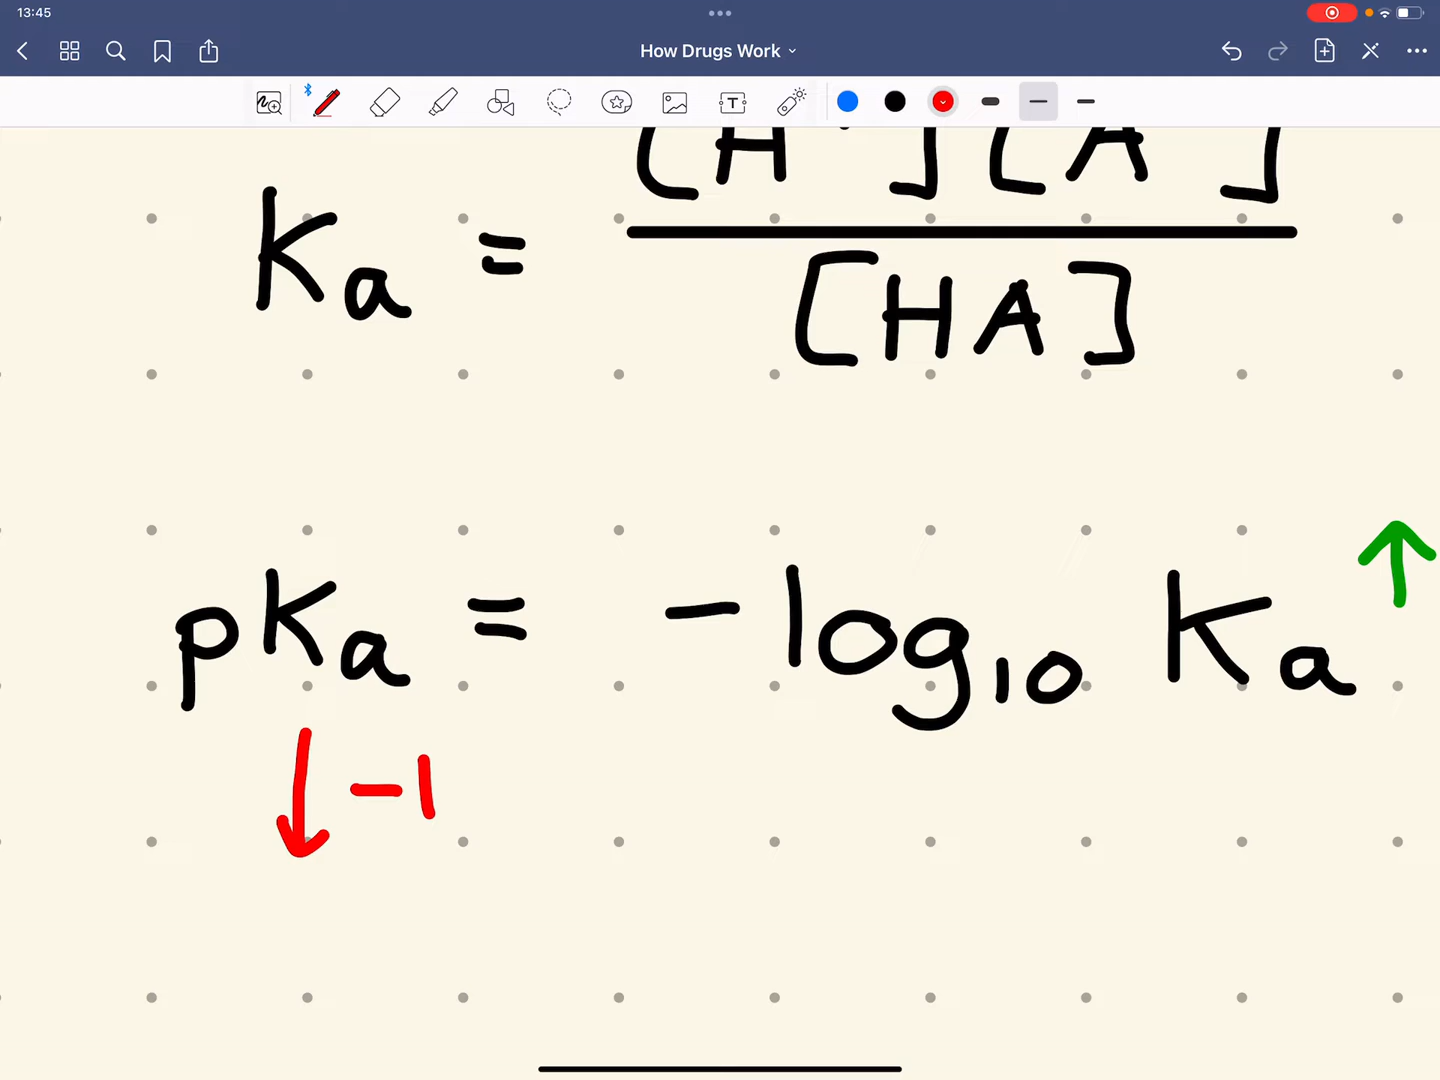 13:45
How Drugs Work
T
[H⁺][A⁻]
Ka =
[HA]
pKa = -log₁₀ Ka
-1